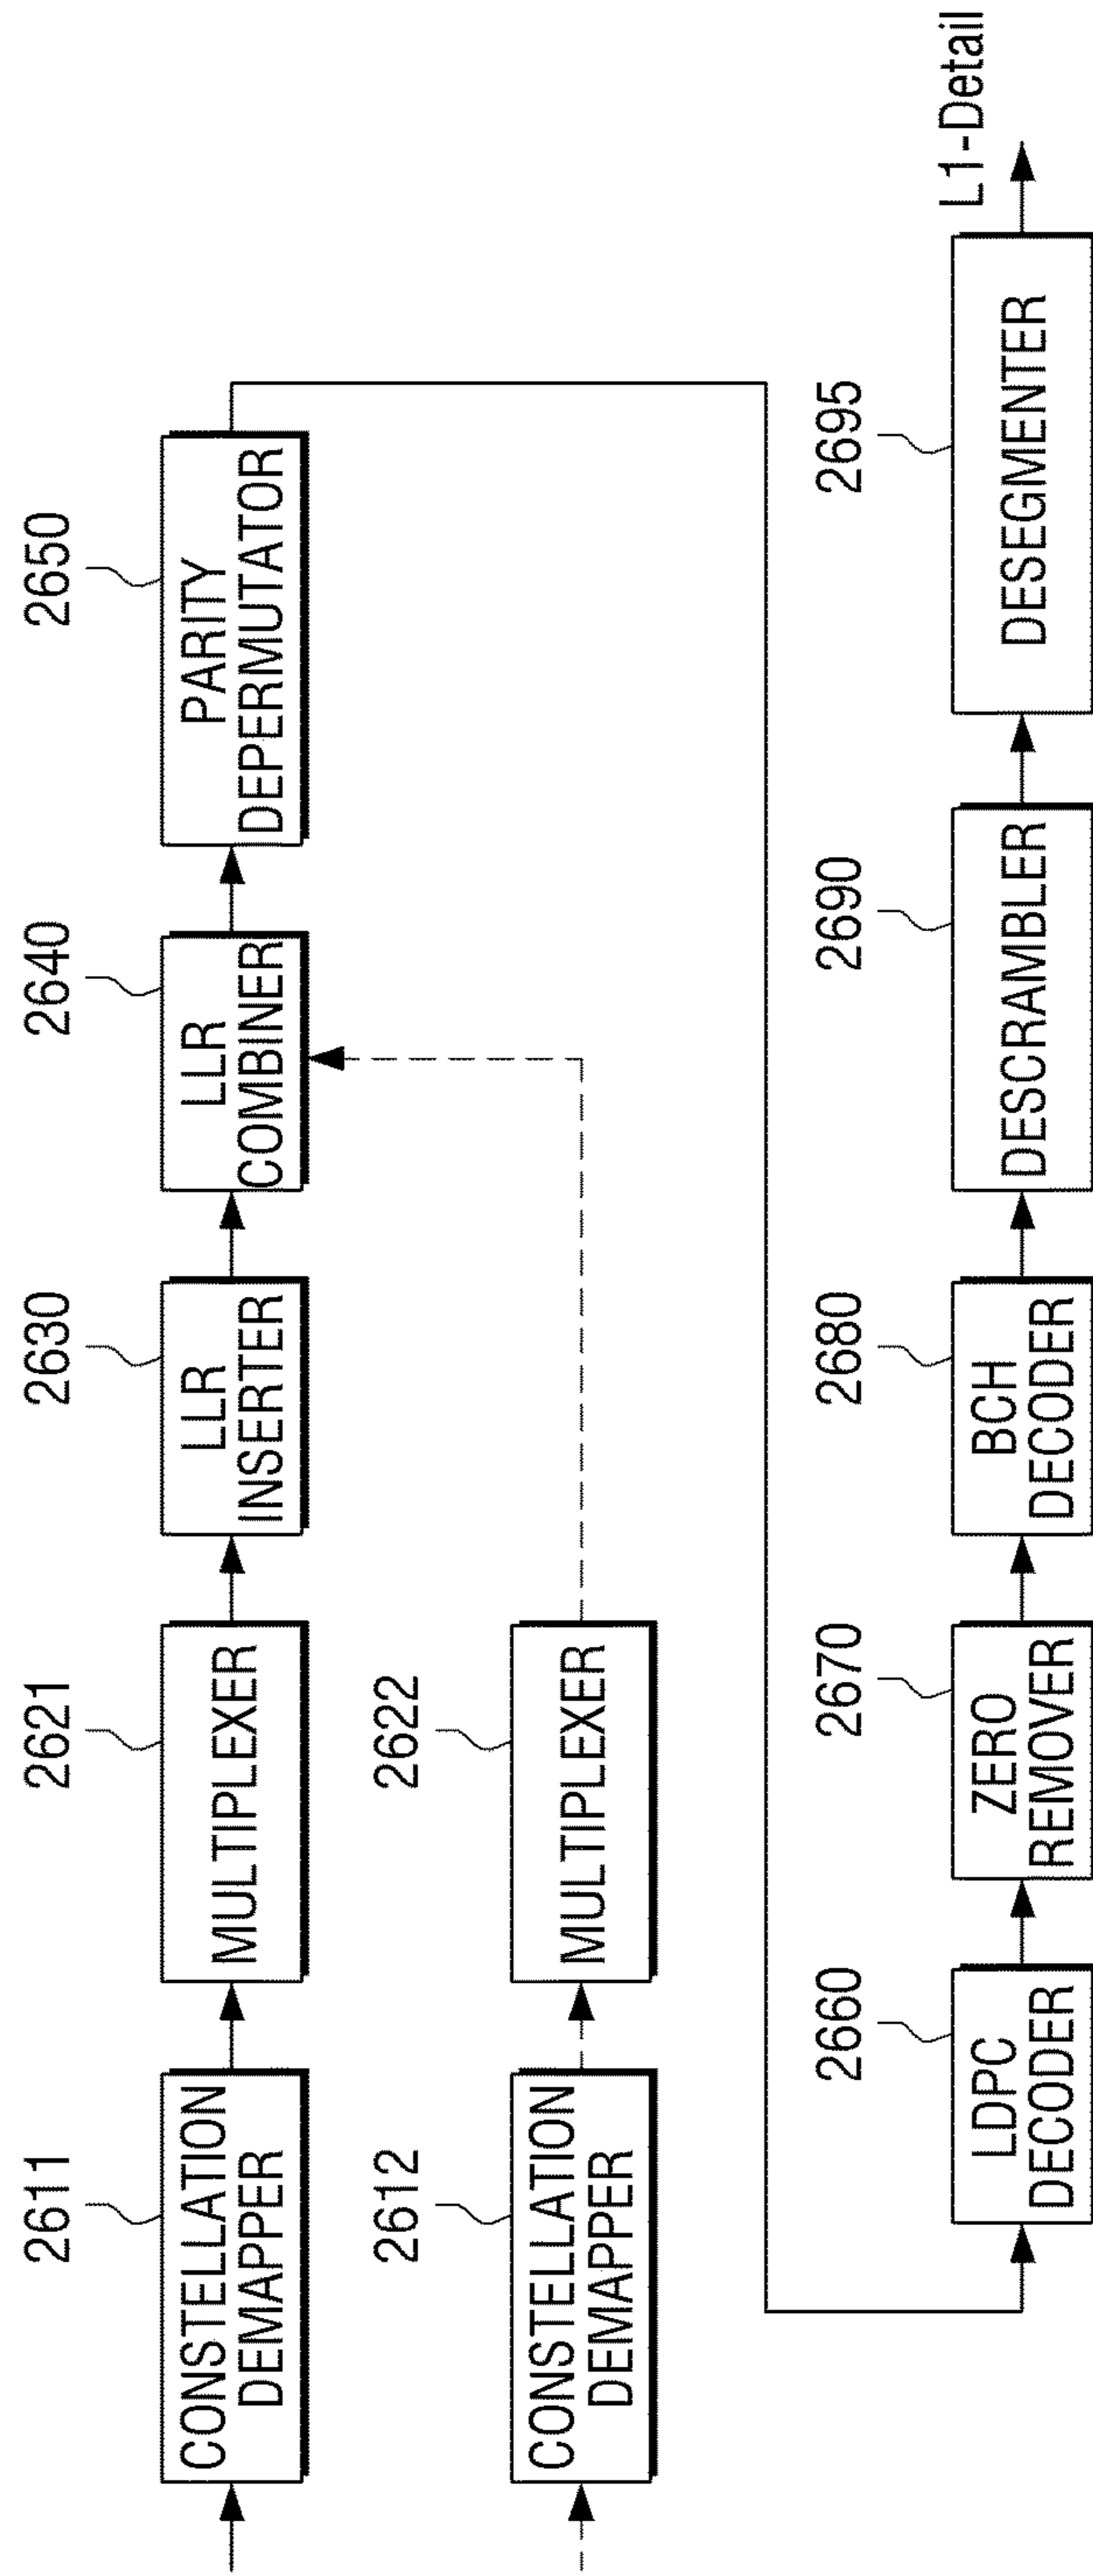 2611
CONSTELLATION
DEMAPPER
2621
MULTIPLEXER
2630
LLR
INSERTER
2640
LLR
COMBINER
2650
PARITY
DEPERMUTATOR
2612
CONSTELLATION
DEMAPPER
2622
MULTIPLEXER
2660
LDPC
DECODER
2670
ZERO
REMOVER
2680
BCH
DECODER
2690
DESCRAMBLER
2695
DESEGMENTER
L1-Detail